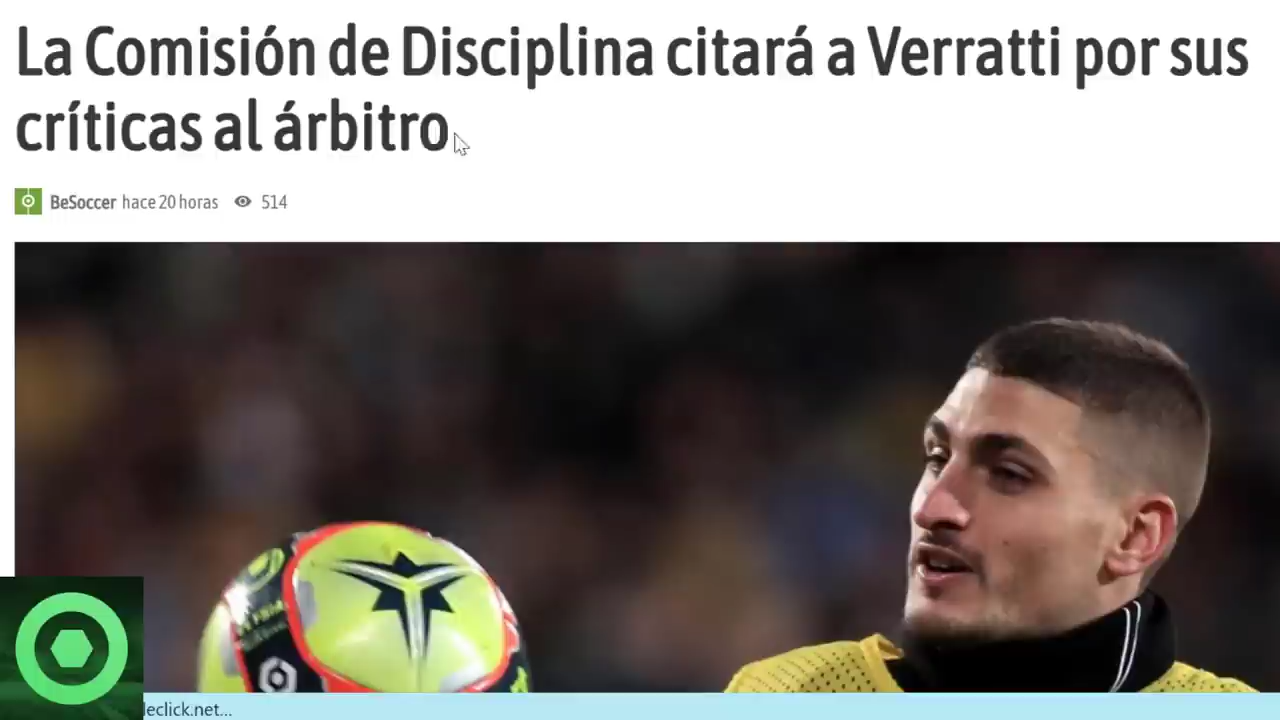 La Comisión de Disciplina citará a Verratti por sus
críticas al árbitro
BeSoccer hace 20 horas 514
leclick.net...